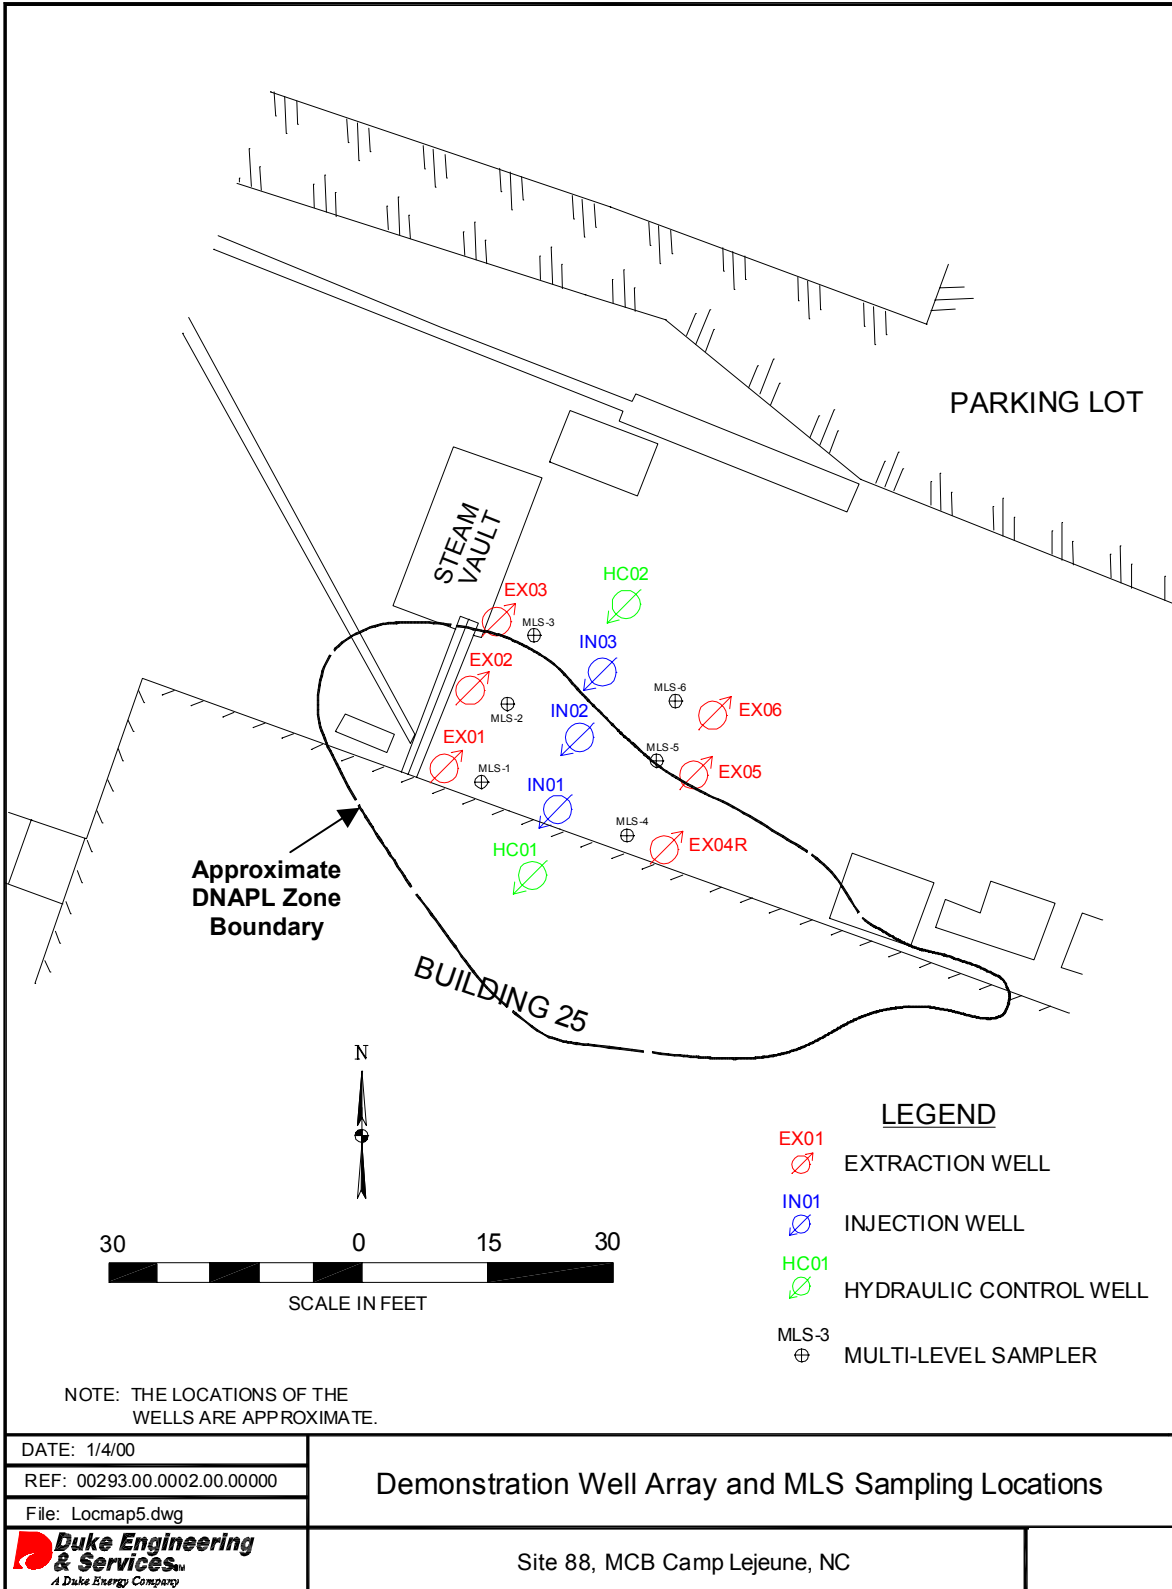 PARKING LOT
STEAM
VAULT
HC02
EX03
MLS-3
IN03
EX02
MLS-6
MLS-2
IN02
EX06
EX01
MLS-5
MLS-1
EX05
IN01
MLS-4
HC01
EX04R
Approximate
DNAPL Zone
Boundary
BUILDING 25
N
30 0 15 30
SCALE IN FEET
LEGEND
EX01
EXTRACTION WELL
IN01
INJECTION WELL
HC01
HYDRAULIC CONTROL WELL
MLS-3
MULTI-LEVEL SAMPLER
NOTE: THE LOCATIONS OF THE
WELLS ARE APPROXIMATE.
DATE: 1/4/00
REF: 00293.00.0002.00.00000
File: Locmap5.dwg
Demonstration Well Array and MLS Sampling Locations
Duke Engineering
& Services SM
A Duke Energy Company
Site 88, MCB Camp Lejeune, NC